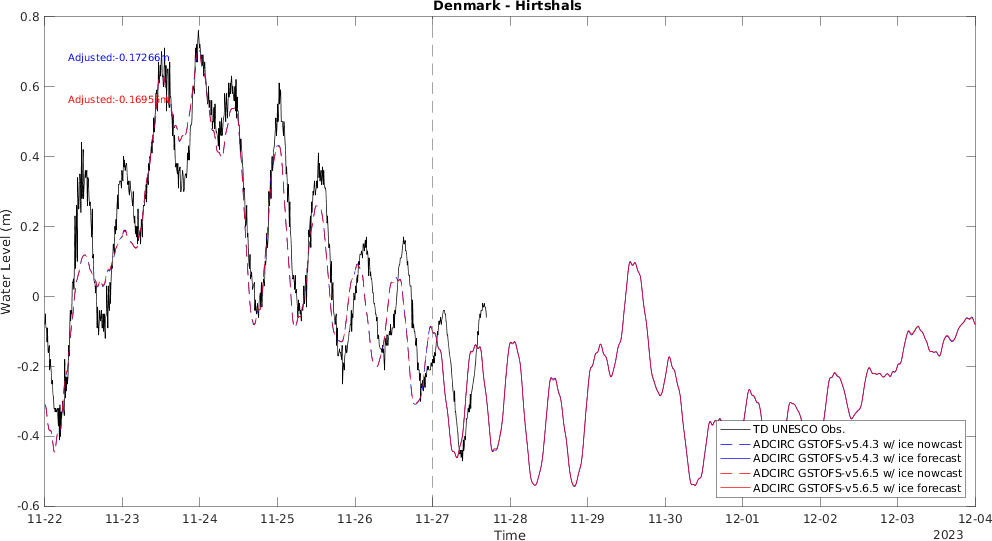 Denmark - Hirtshals
Water Level (m)
0.8
0.6
0.4
0.2
0
-0.2
-0.4
-0.6
Adjusted:-0.17266m
TD UNESCO Obs.
ADCIRC GSTOFS-v5.4.3 w/ ice nowcast
ADCIRC GSTOFS-v5.4.3 w/ ice forecast
ADCIRC GSTOFS-v5.6.5 w/ ice nowcast
ADCIRC GSTOFS-v5.6.5 w/ ice forecast
11-22 11-23 11-24 11-25 11-26 11-27 11-28 11-29 11-30 12-01 12-02 12-03 12-04
Time
2023